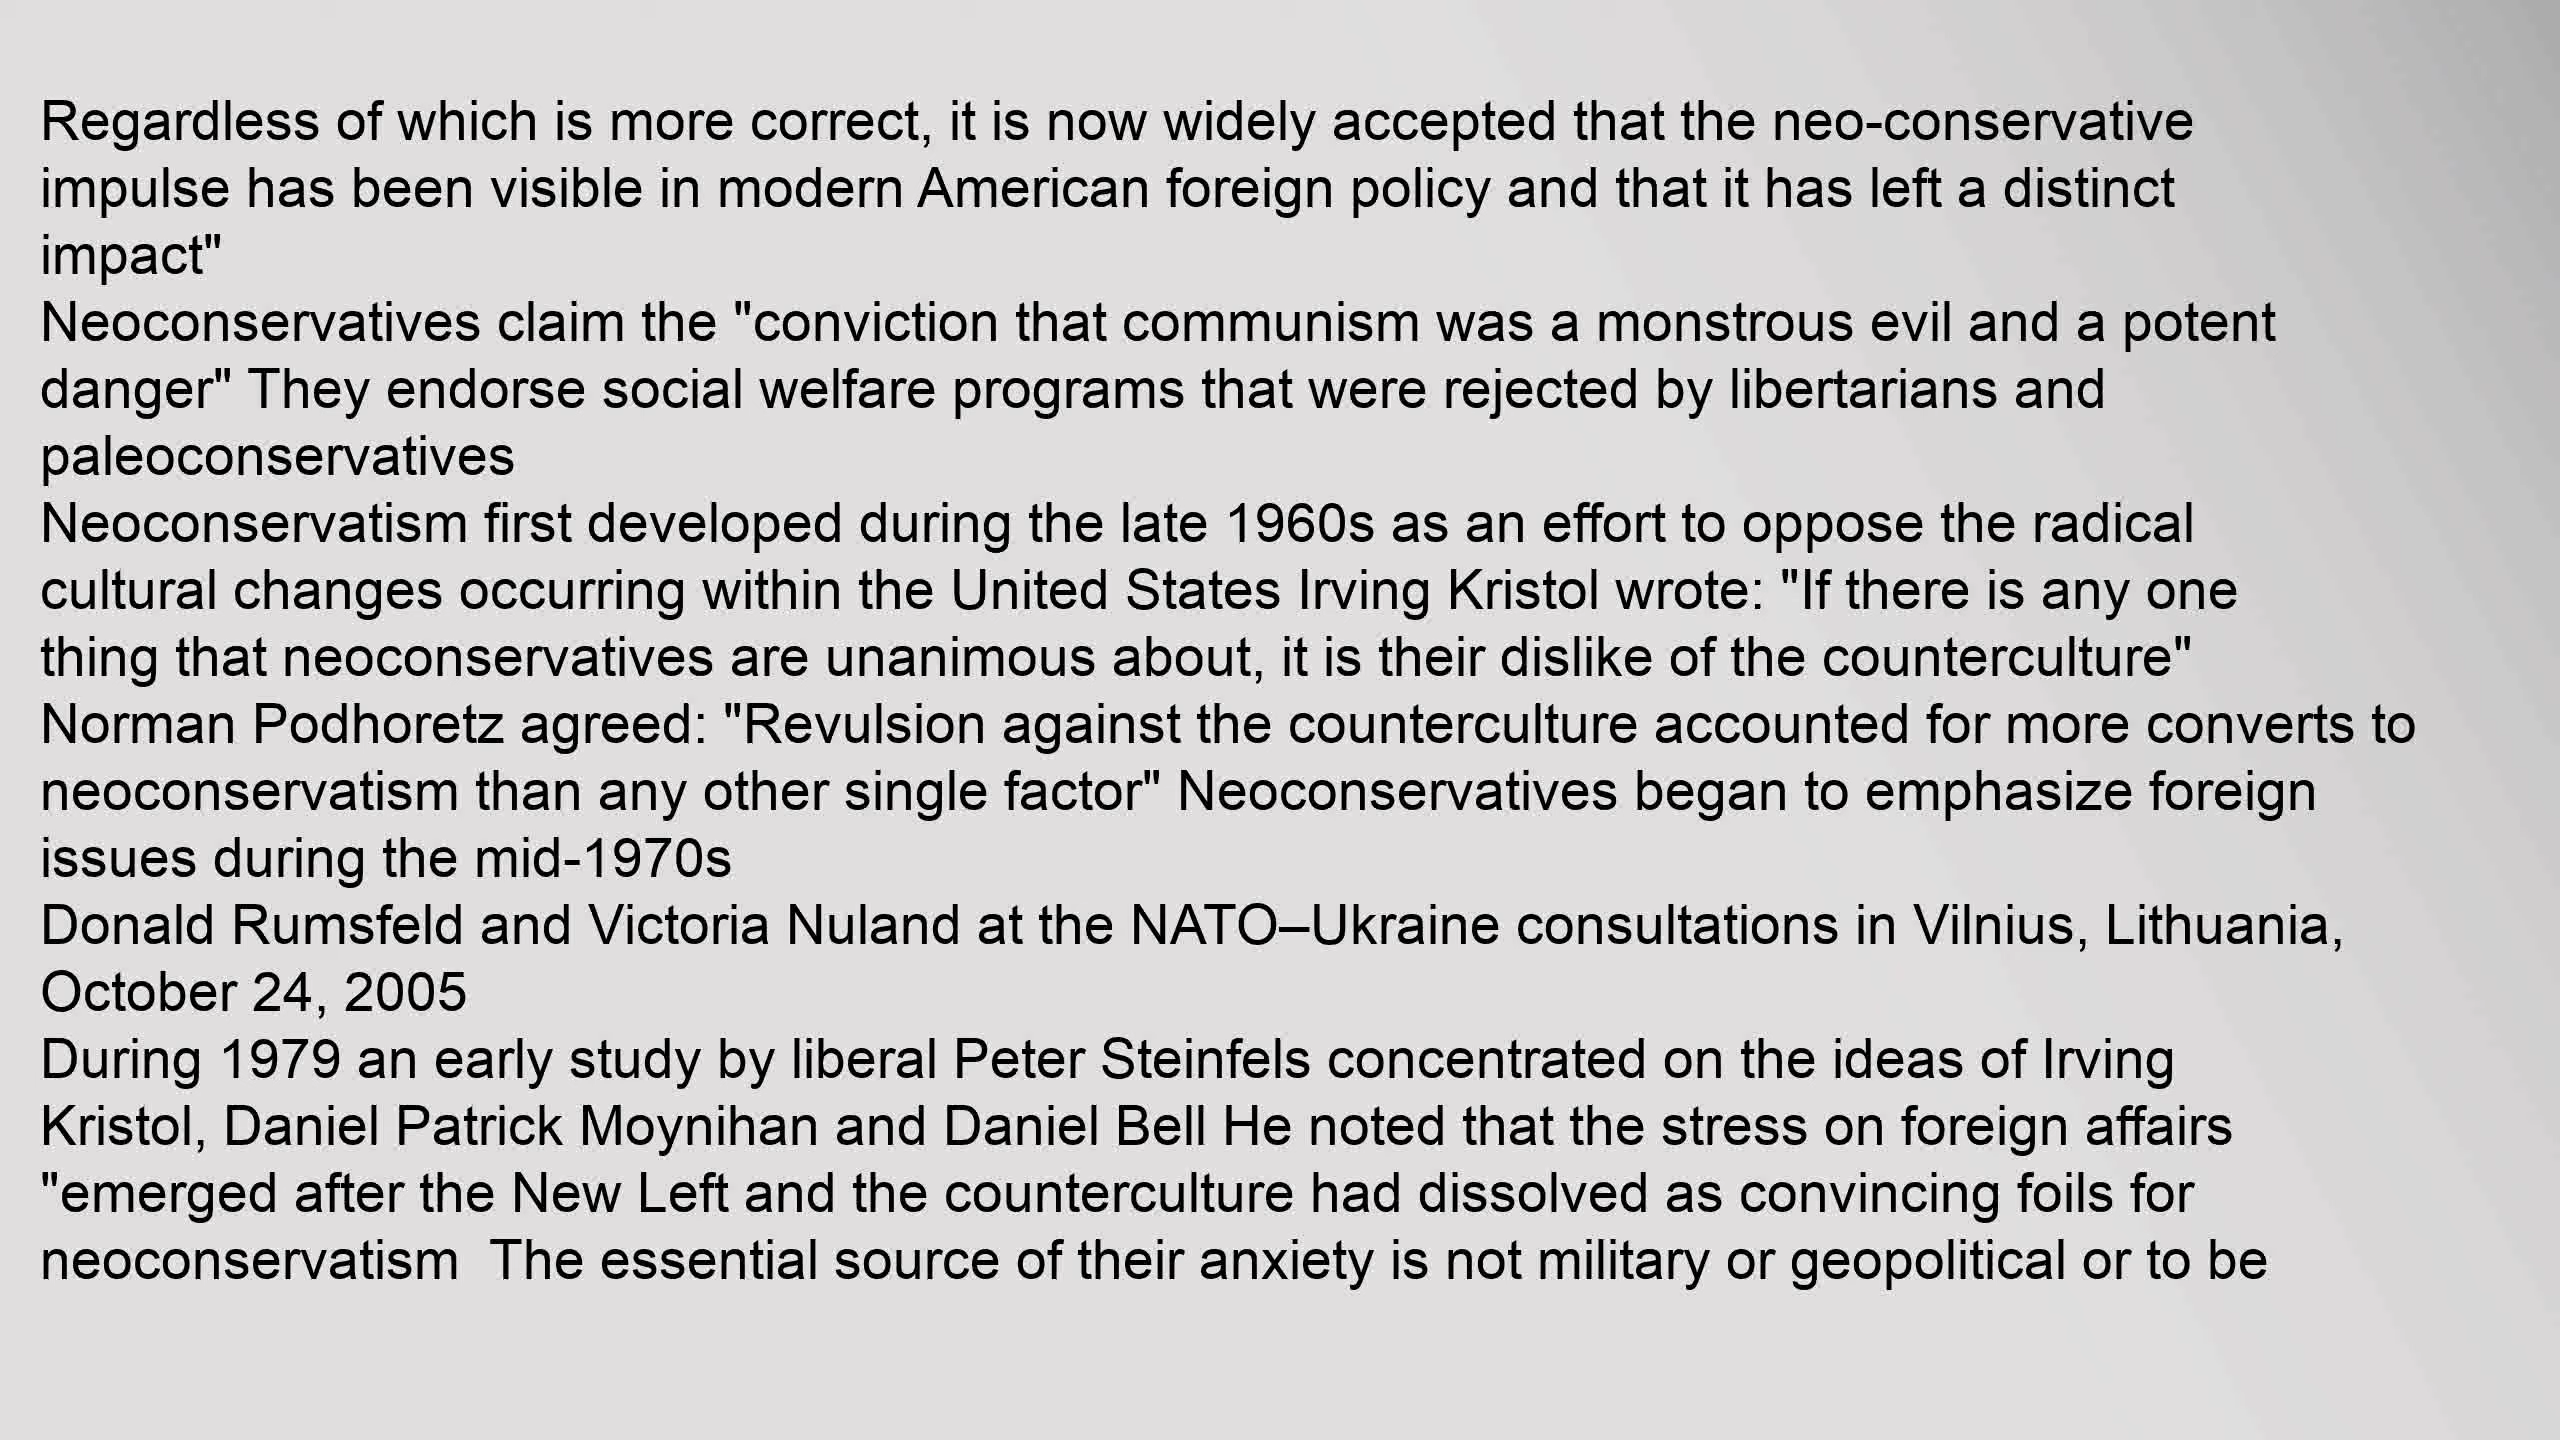 Regardless of which is more correct, it is now widely accepted that the neo-conservative
impulse has been visible in modern American foreign policy and that it has left a distinct
impact"
Neoconservatives claim the "conviction that communism was a monstrous evil and a potent
danger" They endorse social welfare programs that were rejected by libertarians and
paleoconservatives
Neoconservatism first developed during the late 1960s as an effort to oppose the radical
cultural changes occurring within the United States Irving Kristol wrote: "If there is any one
thing that neoconservatives are unanimous about, it is their dislike of the counterculture"
Norman Podhoretz agreed: "Revulsion against the counterculture accounted for more converts to
neoconservatism than any other single factor" Neoconservatives began to emphasize foreign
issues during the mid-1970s
Donald Rumsfeld and Victoria Nuland at the NATO–Ukraine consultations in Vilnius, Lithuania,
October 24, 2005
During 1979 an early study by liberal Peter Steinfels concentrated on the ideas of Irving
Kristol, Daniel Patrick Moynihan and Daniel Bell He noted that the stress on foreign affairs
"emerged after the New Left and the counterculture had dissolved as convincing foils for
neoconservatism  The essential source of their anxiety is not military or geopolitical or to be